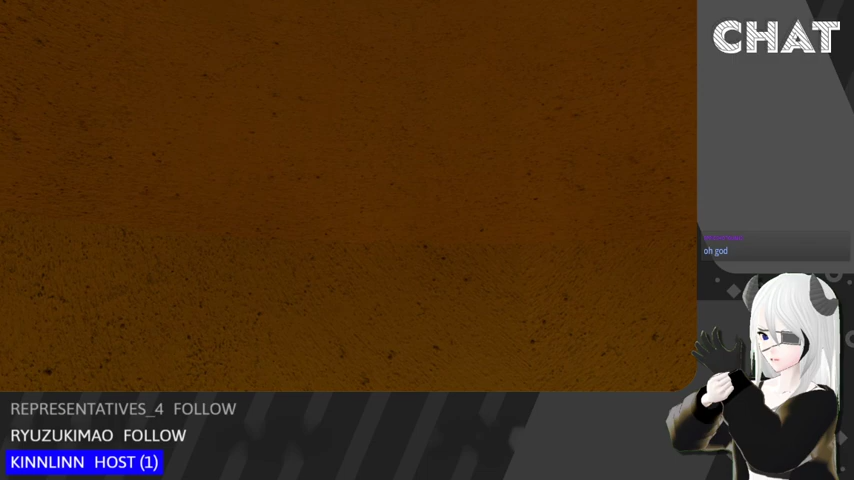 CHAT
oh god
REPRESENTATIVES_4 FOLLOW
RYUZUKIMAO FOLLOW
KINNLINN HOST (1)